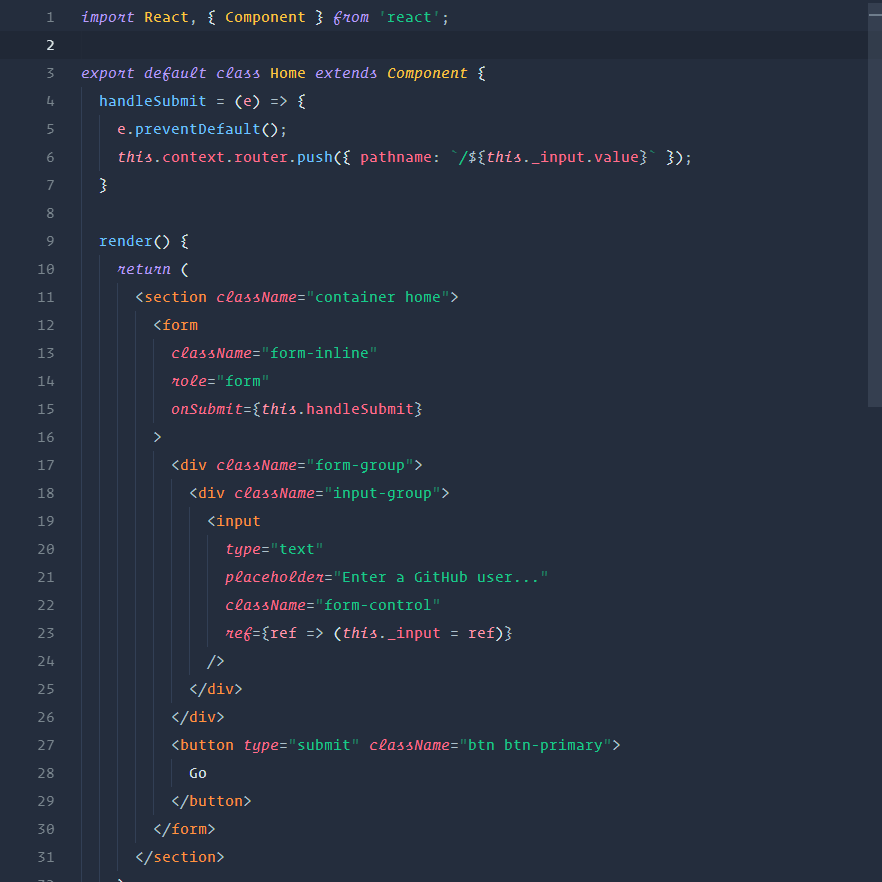 1 import React, { Component } from 'react';
2
3 export default class Home extends Component {
4 handleSubmit = (e) => {
5 e.preventDefault();
6 this.context.router.push({ pathname: `/${this._input.value}` });
7 }
8
9 render() {
10 return (
11 <section className="container home">
12 <form
13 className="form-inline"
14 role="form"
15 onSubmit={this.handleSubmit}
16 >
17 <div className="form-group">
18 <div className="input-group">
19 <input
20 type="text"
21 placeholder="Enter a GitHub user..."
22 className="form-control"
23 ref={ref => (this._input = ref)}
24 />
25 </div>
26 </div>
27 <button type="submit" className="btn btn-primary">
28 Go
29 </button>
30 </form>
31 </section>